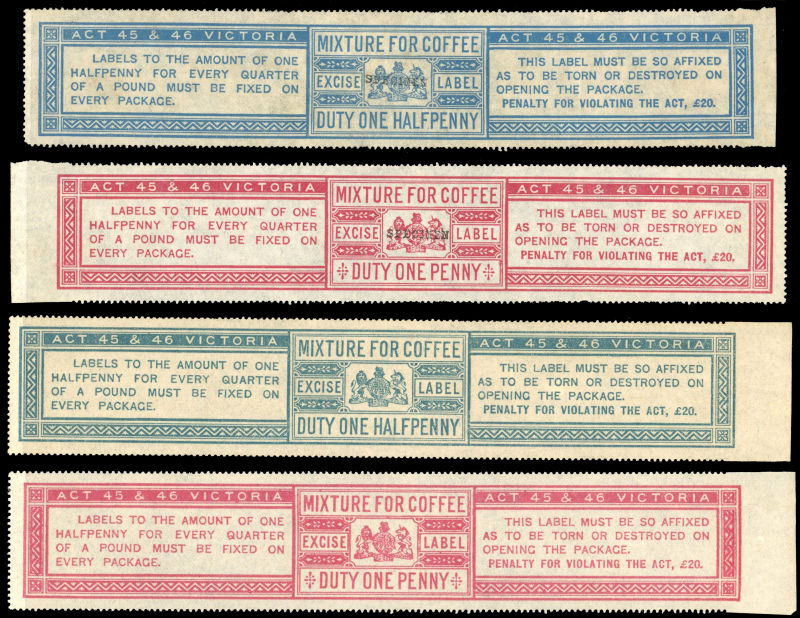 ACT 45 & 46 VICTORIA
LABELS TO THE AMOUNT OF ONE
HALFPENNY FOR EVERY QUARTER
OF A POUND MUST BE FIXED ON
EVERY PACKAGE.
MIXTURE FOR COFFEE
EXCISE SPECIMEN LABEL
DUTY ONE HALFPENNY
ACT 45 & 46 VICTORIA
THIS LABEL MUST BE SO AFFIXED
AS TO BE TORN OR DESTROYED ON
OPENING THE PACKAGE.
PENALTY FOR VIOLATING THE ACT, £20.
ACT 45 & 46 VICTORIA
LABELS TO THE AMOUNT OF ONE
HALFPENNY FOR EVERY QUARTER
OF A POUND MUST BE FIXED ON
EVERY PACKAGE.
MIXTURE FOR COFFEE
EXCISE SPECIMEN LABEL
DUTY ONE PENNY
ACT 45 & 46 VICTORIA
THIS LABEL MUST BE SO AFFIXED
AS TO BE TORN OR DESTROYED ON
OPENING THE PACKAGE.
PENALTY FOR VIOLATING THE ACT, £20.
ACT 45 & 46 VICTORIA
LABELS TO THE AMOUNT OF ONE
HALFPENNY FOR EVERY QUARTER
OF A POUND MUST BE FIXED ON
EVERY PACKAGE.
MIXTURE FOR COFFEE
EXCISE LABEL
DUTY ONE HALFPENNY
ACT 45 & 46 VICTORIA
THIS LABEL MUST BE SO AFFIXED
AS TO BE TORN OR DESTROYED ON
OPENING THE PACKAGE.
PENALTY FOR VIOLATING THE ACT, £20.
ACT 45 & 46 VICTORIA
LABELS TO THE AMOUNT OF ONE
HALFPENNY FOR EVERY QUARTER
OF A POUND MUST BE FIXED ON
EVERY PACKAGE.
MIXTURE FOR COFFEE
EXCISE LABEL
DUTY ONE PENNY
ACT 45 & 46 VICTORIA
THIS LABEL MUST BE SO AFFIXED
AS TO BE TORN OR DESTROYED ON
OPENING THE PACKAGE.
PENALTY FOR VIOLATING THE ACT, £20.